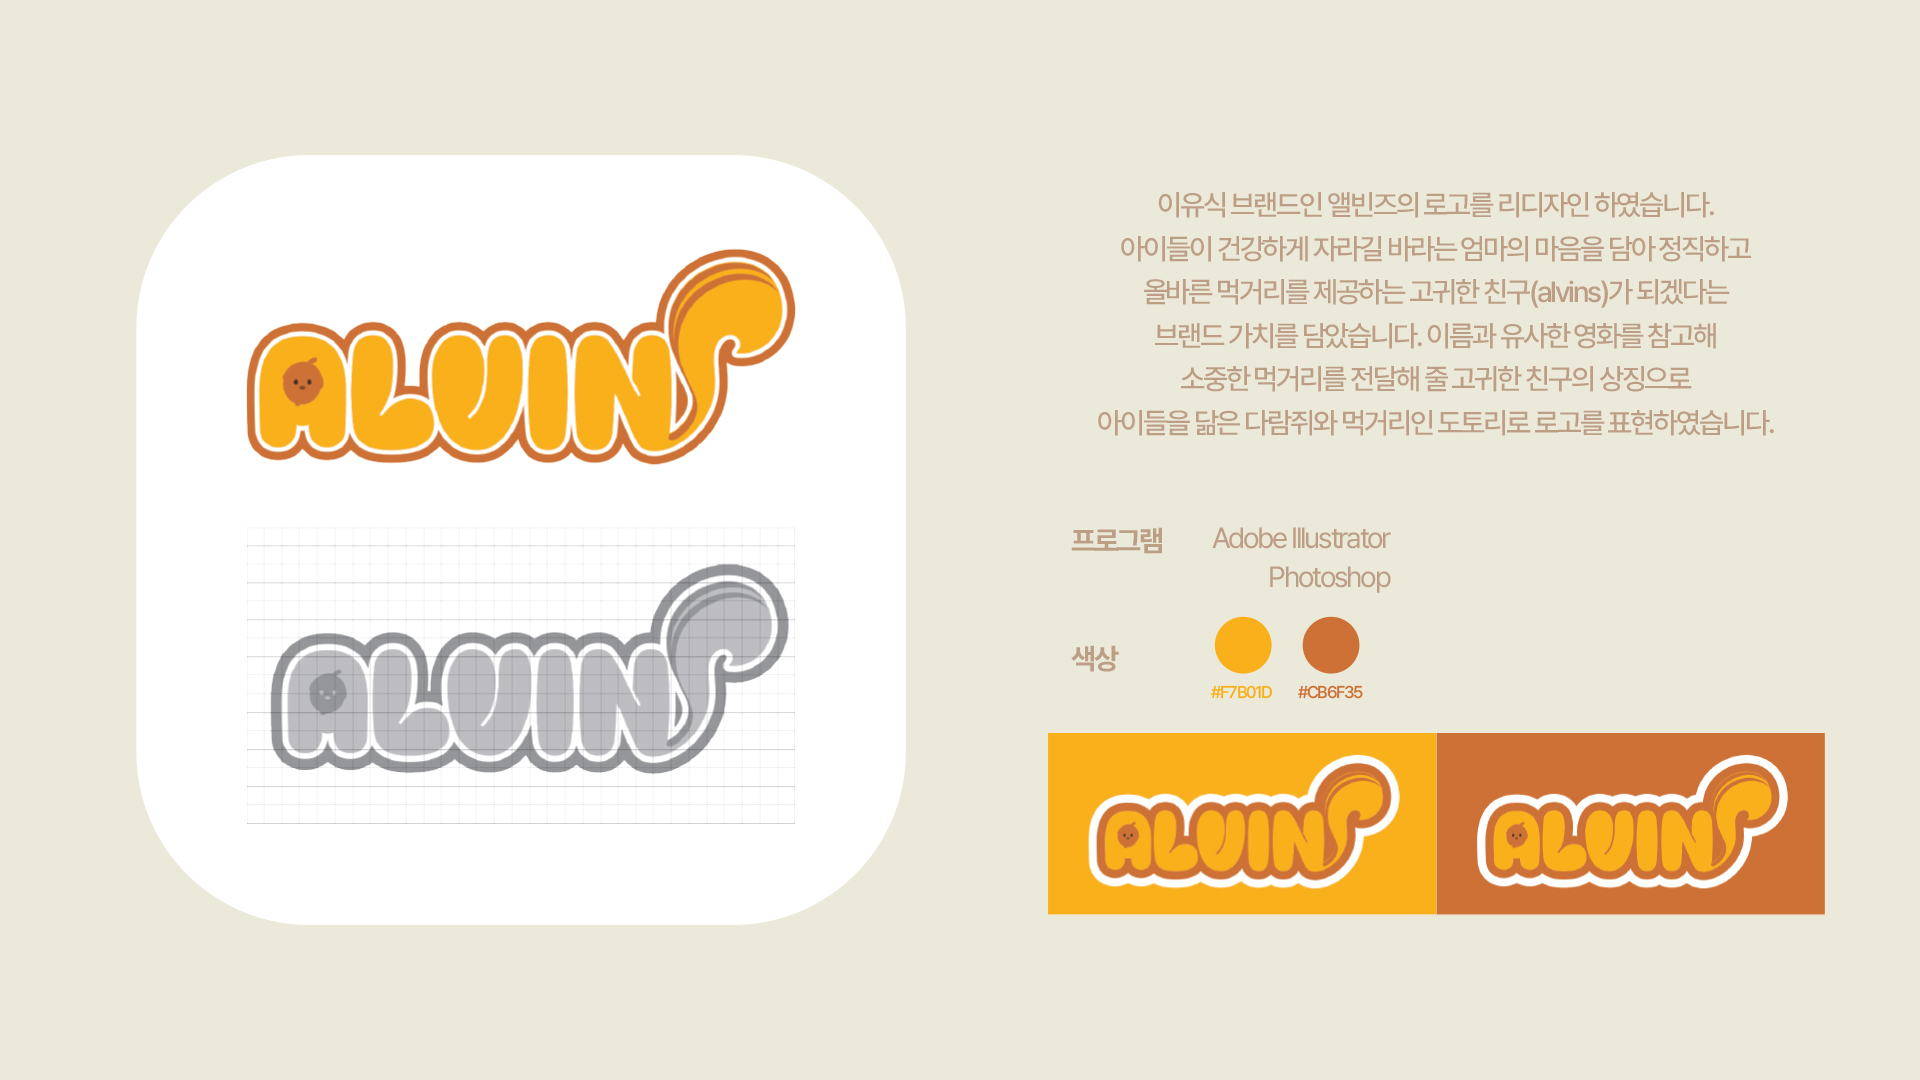 ALVINS
ALVINS
이유식 브랜드인 앨빈즈의 로고를 리디자인 하였습니다.
아이들이 건강하게 자라길 바라는 엄마의 마음을 담아 정직하고
올바른 먹거리를 제공하는 고귀한 친구(alvins)가 되겠다는
브랜드 가치를 담았습니다. 이름과 유사한 영화를 참고해
소중한 먹거리를 전달해 줄 고귀한 친구의 상징으로
아이들을 닮은 다람쥐와 먹거리인 도토리로 로고를 표현하였습니다.
프로그램 Adobe Illustrator
Photoshop
색상
#F7B01D #CB6F35
ALVINS ALVINS